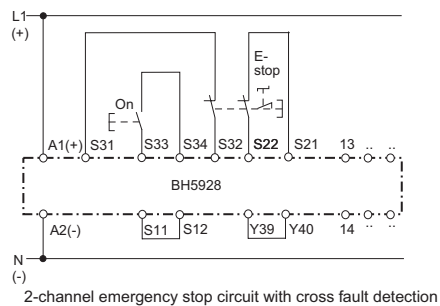 L1
(+)
E-
stop
On
A1(+) S31 S33 S34 S32 S22 S21 13 .. ..
BH5928
A2(-) S11 S12 Y39 Y40 14 .. ..
N
(-)
2-channel emergency stop circuit with cross fault detection